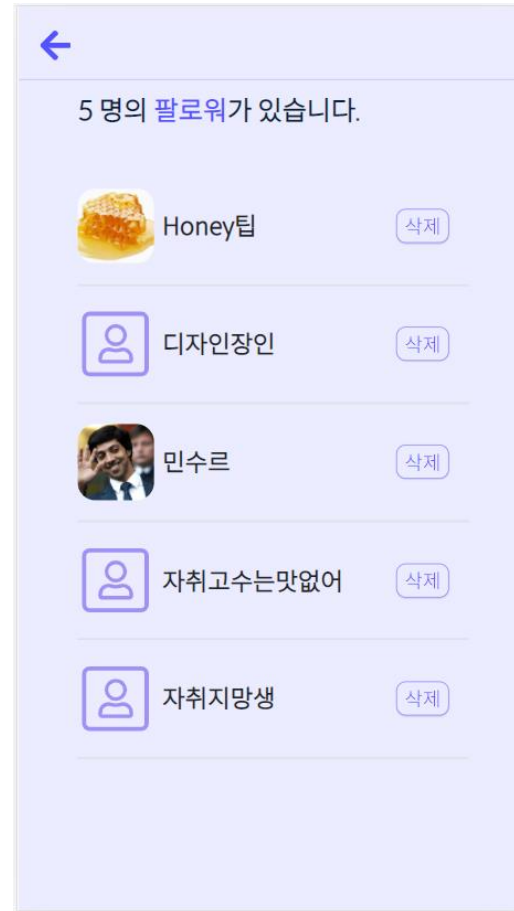 5 명의 팔로워가 있습니다.
Honey팁 삭제
디자인장인 삭제
민수르 삭제
자취고수는맛없어 삭제
자취지망생 삭제